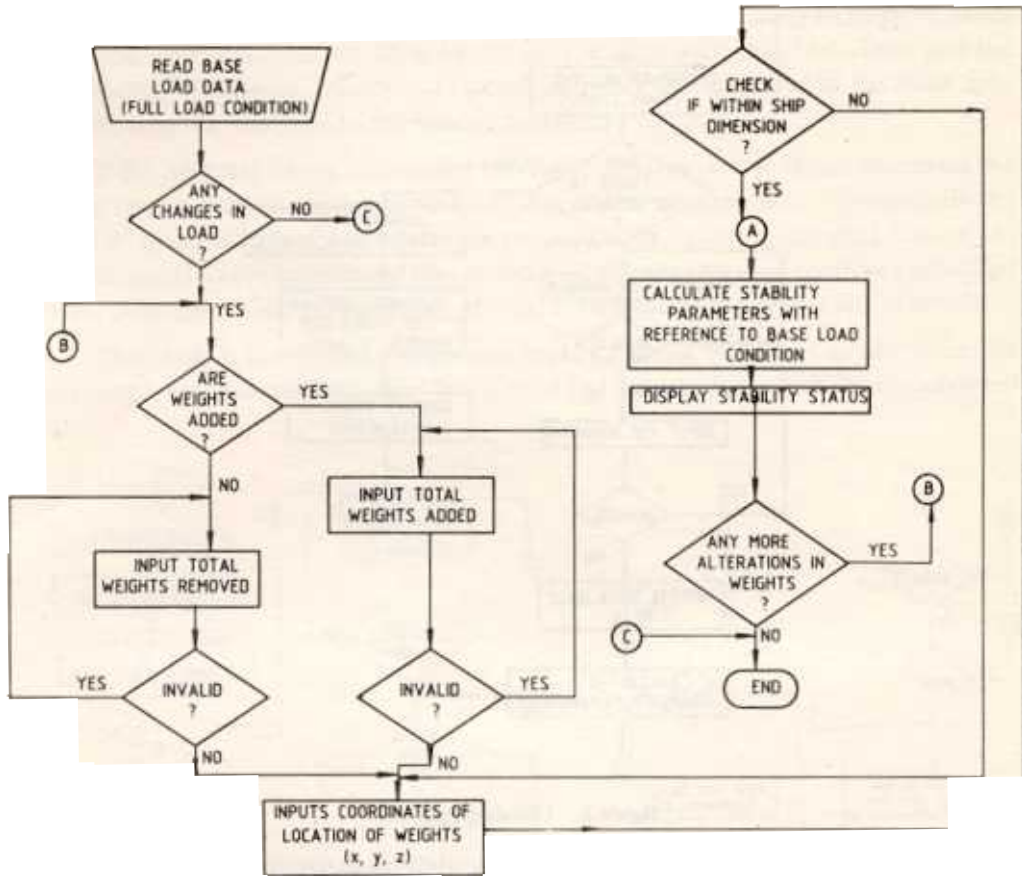 READ BASE
LOAD DATA
(FULL LOAD CONDITION)
ANY
CHANGES IN
LOAD
?
NO
C
YES
B
ARE
WEIGHTS
ADDED
?
YES
NO
INPUT TOTAL
WEIGHTS ADDED
INPUT TOTAL
WEIGHTS REMOVED
INVALID
?
YES
NO
INVALID
?
YES
NO
INPUTS COORDINATES OF
LOCATION OF WEIGHTS
(x, y, z)
CHECK
IF WITHIN SHIP
DIMENSION
?
NO
YES
A
CALCULATE STABILITY
PARAMETERS WITH
REFERENCE TO BASE LOAD
CONDITION
DISPLAY STABILITY STATUS
ANY MORE
ALTERATIONS IN
WEIGHTS
?
YES
B
C
NO
END